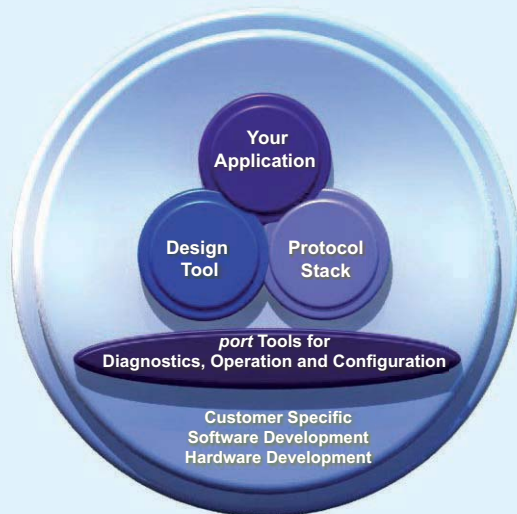 Your
Application
Design
Tool
Protocol
Stack
port Tools for
Diagnostics, Operation and Configuration
Customer Specific
Software Development
Hardware Development